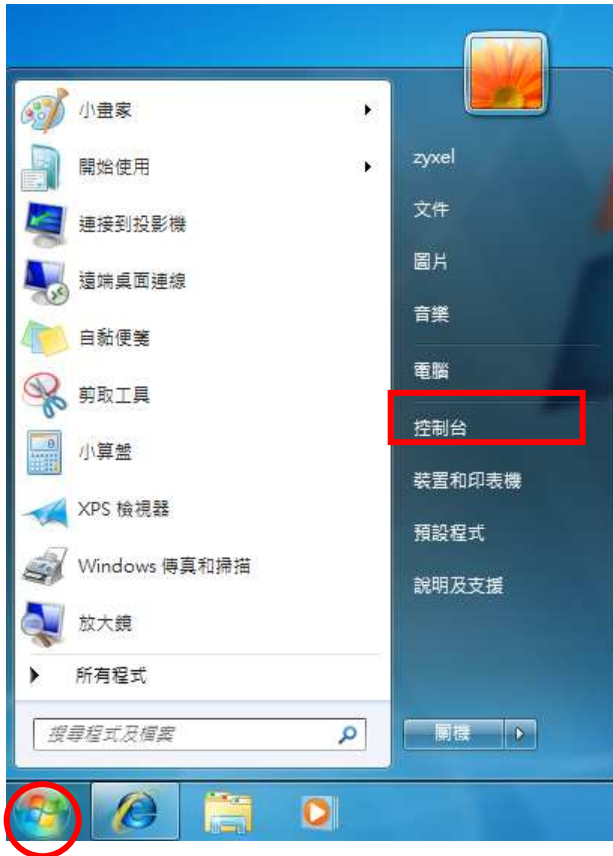 小畫家
開始使用
連接到投影機
遠端桌面連線
自黏便箋
剪取工具
小算盤
XPS 檢視器
Windows 傳真和掃描
放大鏡
所有程式
搜尋程式及檔案
zyxel
文件
圖片
音樂
電腦
控制台
裝置和印表機
預設程式
說明及支援
關機